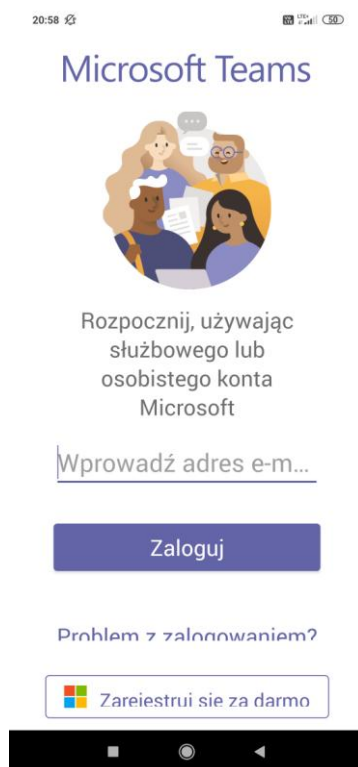 20:58
50
Microsoft Teams
Rozpocznij, używając
służbowego lub
osobistego konta
Microsoft
Wprowadź adres e-m...
Zaloguj
Problem z zalogowaniem?
Zarejestruj się za darmo